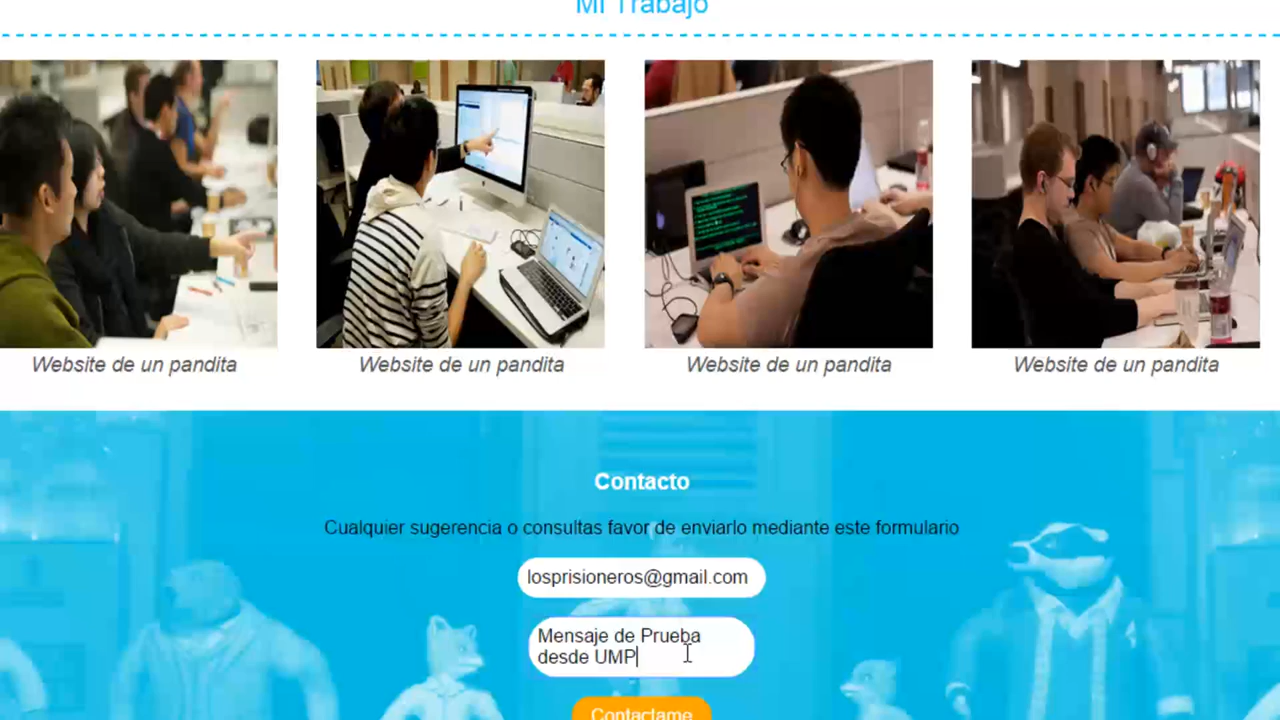 Mi Trabajo
Website de un pandita
Website de un pandita
Website de un pandita
Website de un pandita
Contacto
Cualquier sugerencia o consultas favor de enviarlo mediante este formulario
losprisioneros@gmail.com
Mensaje de Prueba
desde UMP
Contactame